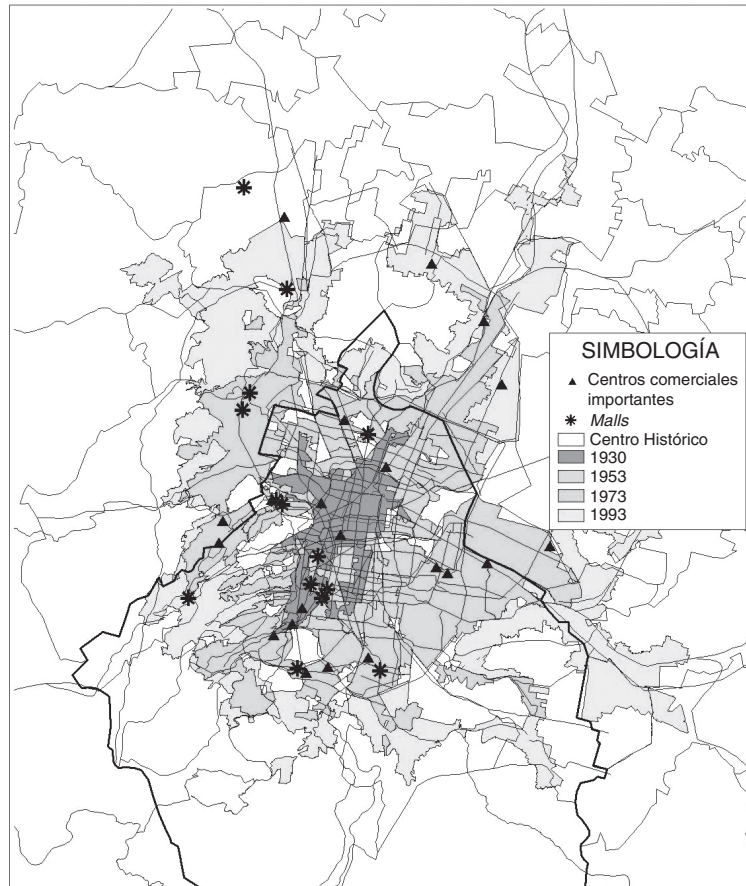 SIMBOLOGÍA
Centros comerciales
importantes
Malls
Centro Histórico
1930
1953
1973
1993